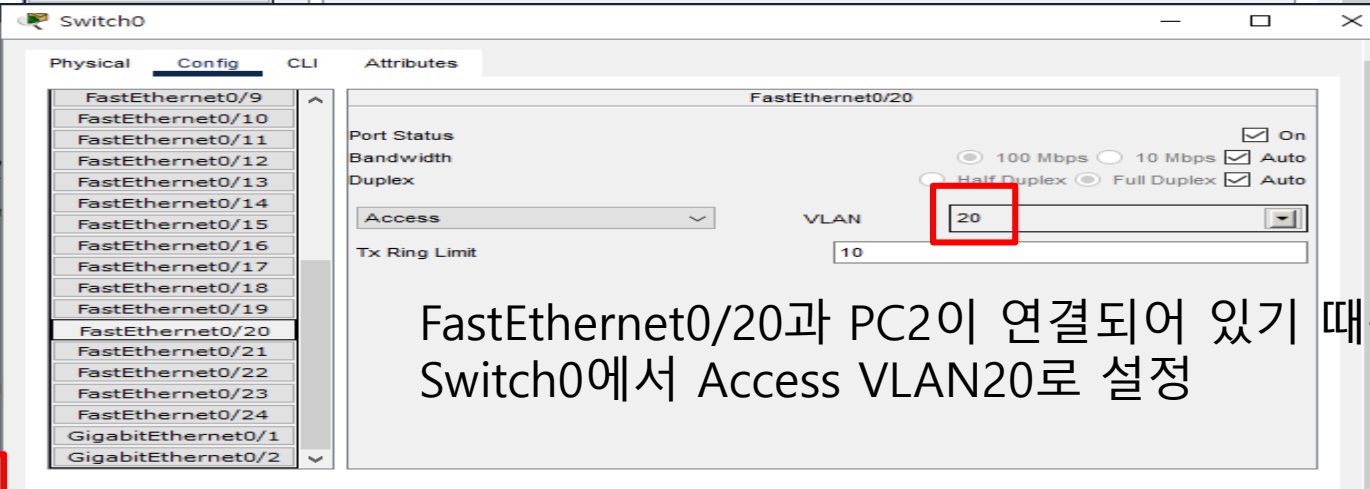 Switch0
Physical Config CLI Attributes
FastEthernet0/9
FastEthernet0/10
FastEthernet0/11
FastEthernet0/12
FastEthernet0/13
FastEthernet0/14
FastEthernet0/15
FastEthernet0/16
FastEthernet0/17
FastEthernet0/18
FastEthernet0/19
FastEthernet0/20
FastEthernet0/21
FastEthernet0/22
FastEthernet0/23
FastEthernet0/24
GigabitEthernet0/1
GigabitEthernet0/2
FastEthernet0/20
Port Status On
Bandwidth 100 Mbps 10 Mbps Auto
Duplex Half Duplex Full Duplex Auto
Access VLAN 20
Tx Ring Limit 10
FastEthernet0/20과 PC2이 연결되어 있기
Switch0에서 Access VLAN20로 설정